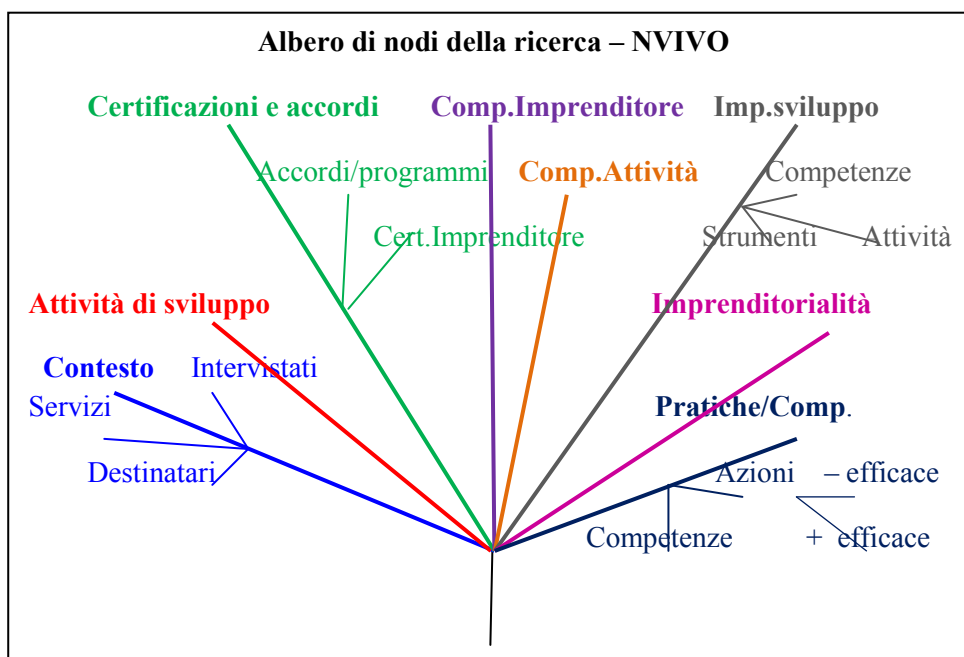 Albero di nodi della ricerca – NVIVO
Certificazioni e accordi
Comp.Imprenditore
Imp.sviluppo
Accordi/programmi
Comp.Attività
Competenze
Cert.Imprenditore
Strumenti
Attività
Attività di sviluppo
Imprenditorialità
Contesto
Intervistati
Servizi
Pratiche/Comp.
Destinatari
Azioni
– efficace
Competenze
+ efficace